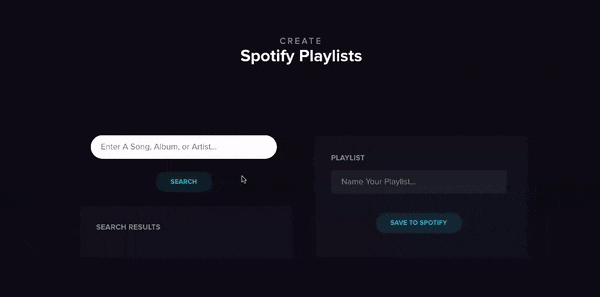 CREATE
Spotify Playlists
Enter A Song, Album, or Artist...
SEARCH
SEARCH RESULTS
PLAYLIST
Name Your Playlist...
SAVE TO SPOTIFY